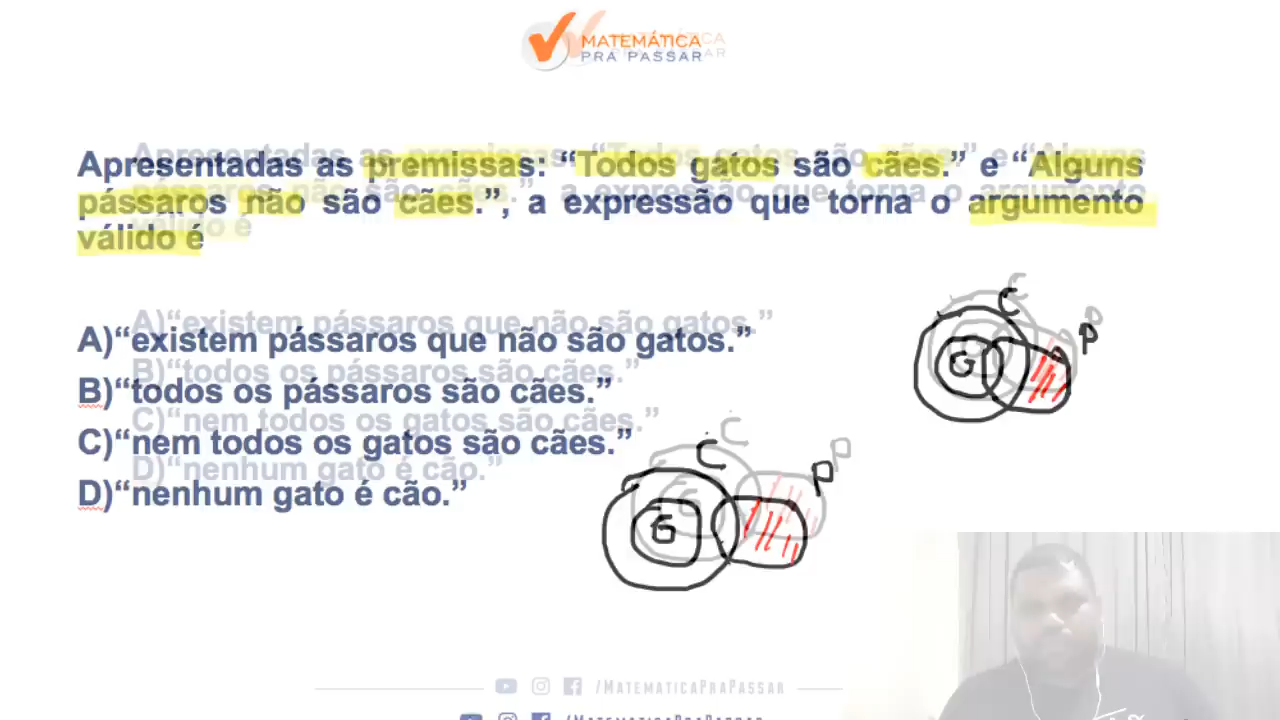 MATEMÁTICA
PRA PASSAR
Apresentadas as premissas: “Todos gatos são cães.” e “Alguns
pássaros não são cães.”, a expressão que torna o argumento
válido é
A)“existem pássaros que não são gatos.”
B)“todos os pássaros são cães.”
C)“nem todos os gatos são cães.”
D)“nenhum gato é cão.”
C
P
G
C
P
G
/MATEMATICAPRAPASSAR